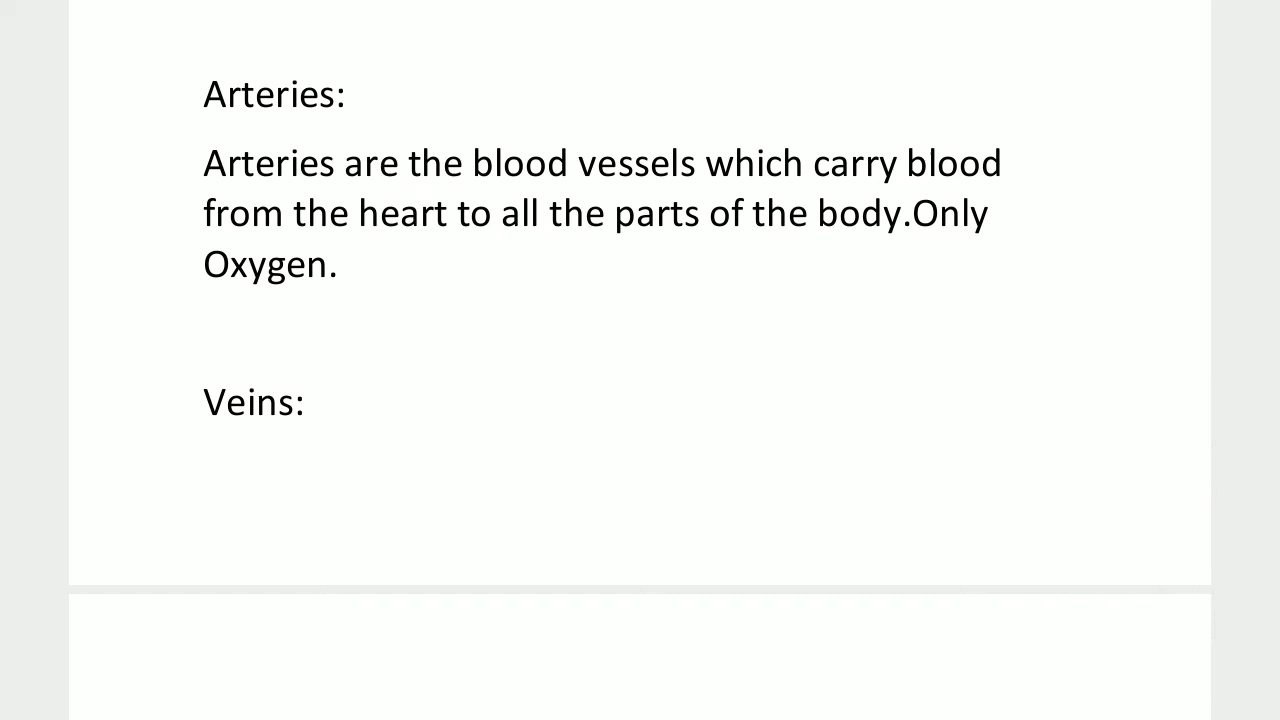 Arteries:
Arteries are the blood vessels which carry blood
from the heart to all the parts of the body.Only
Oxygen.
Veins: